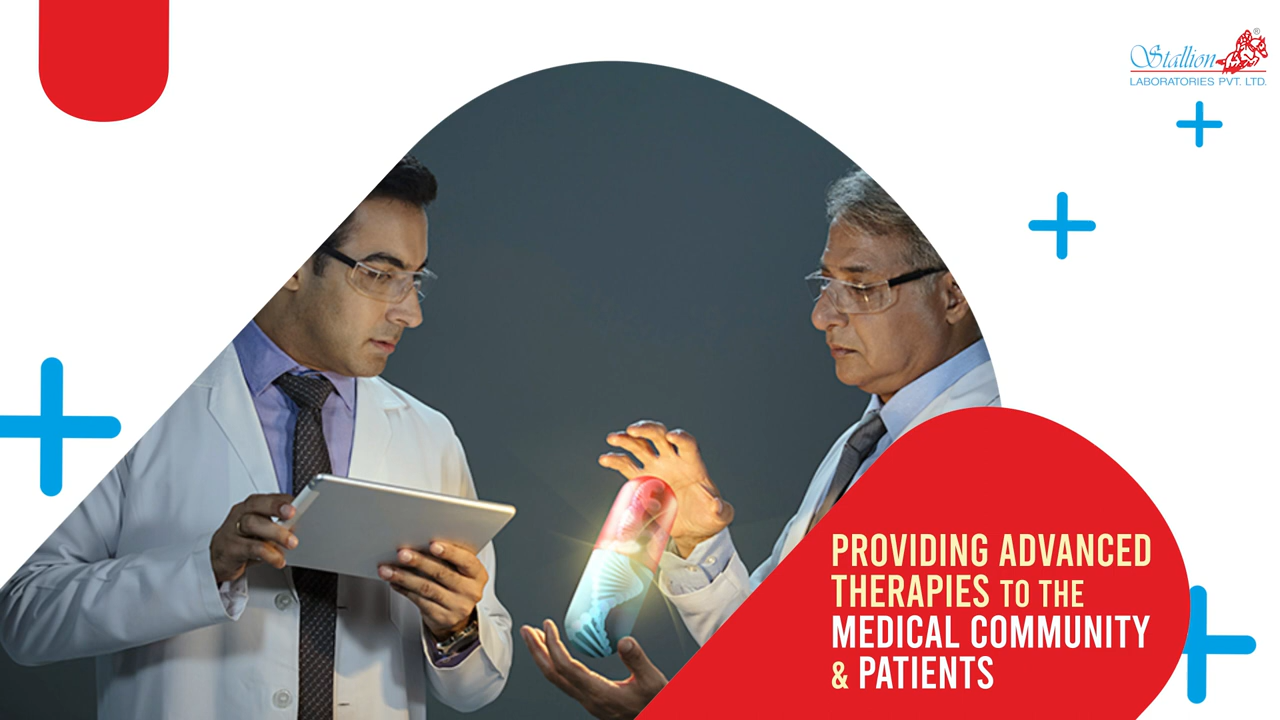 Stallion ®
LABORATORIES PVT. LTD.
PROVIDING ADVANCED
THERAPIES TO THE
MEDICAL COMMUNITY
& PATIENTS